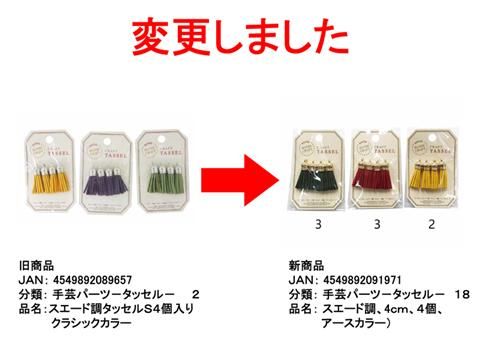 変更しました
CRAFT
TASSEL
CRAFT
TASSEL
CRAFT
TASSEL
CRAFT
TASSEL
CRAFT
TASSEL
CRAFT
TASSEL
3
3
2
旧商品
JAN： 4549892089657
分類： 手芸パーツータッセルー　２
品名：スエード調タッセルS４個入り
クラシックカラー
新商品
JAN： 4549892091971
分類： 手芸パーツータッセルー　１８
品名： スエード調、4cm、4個、
アースカラー）